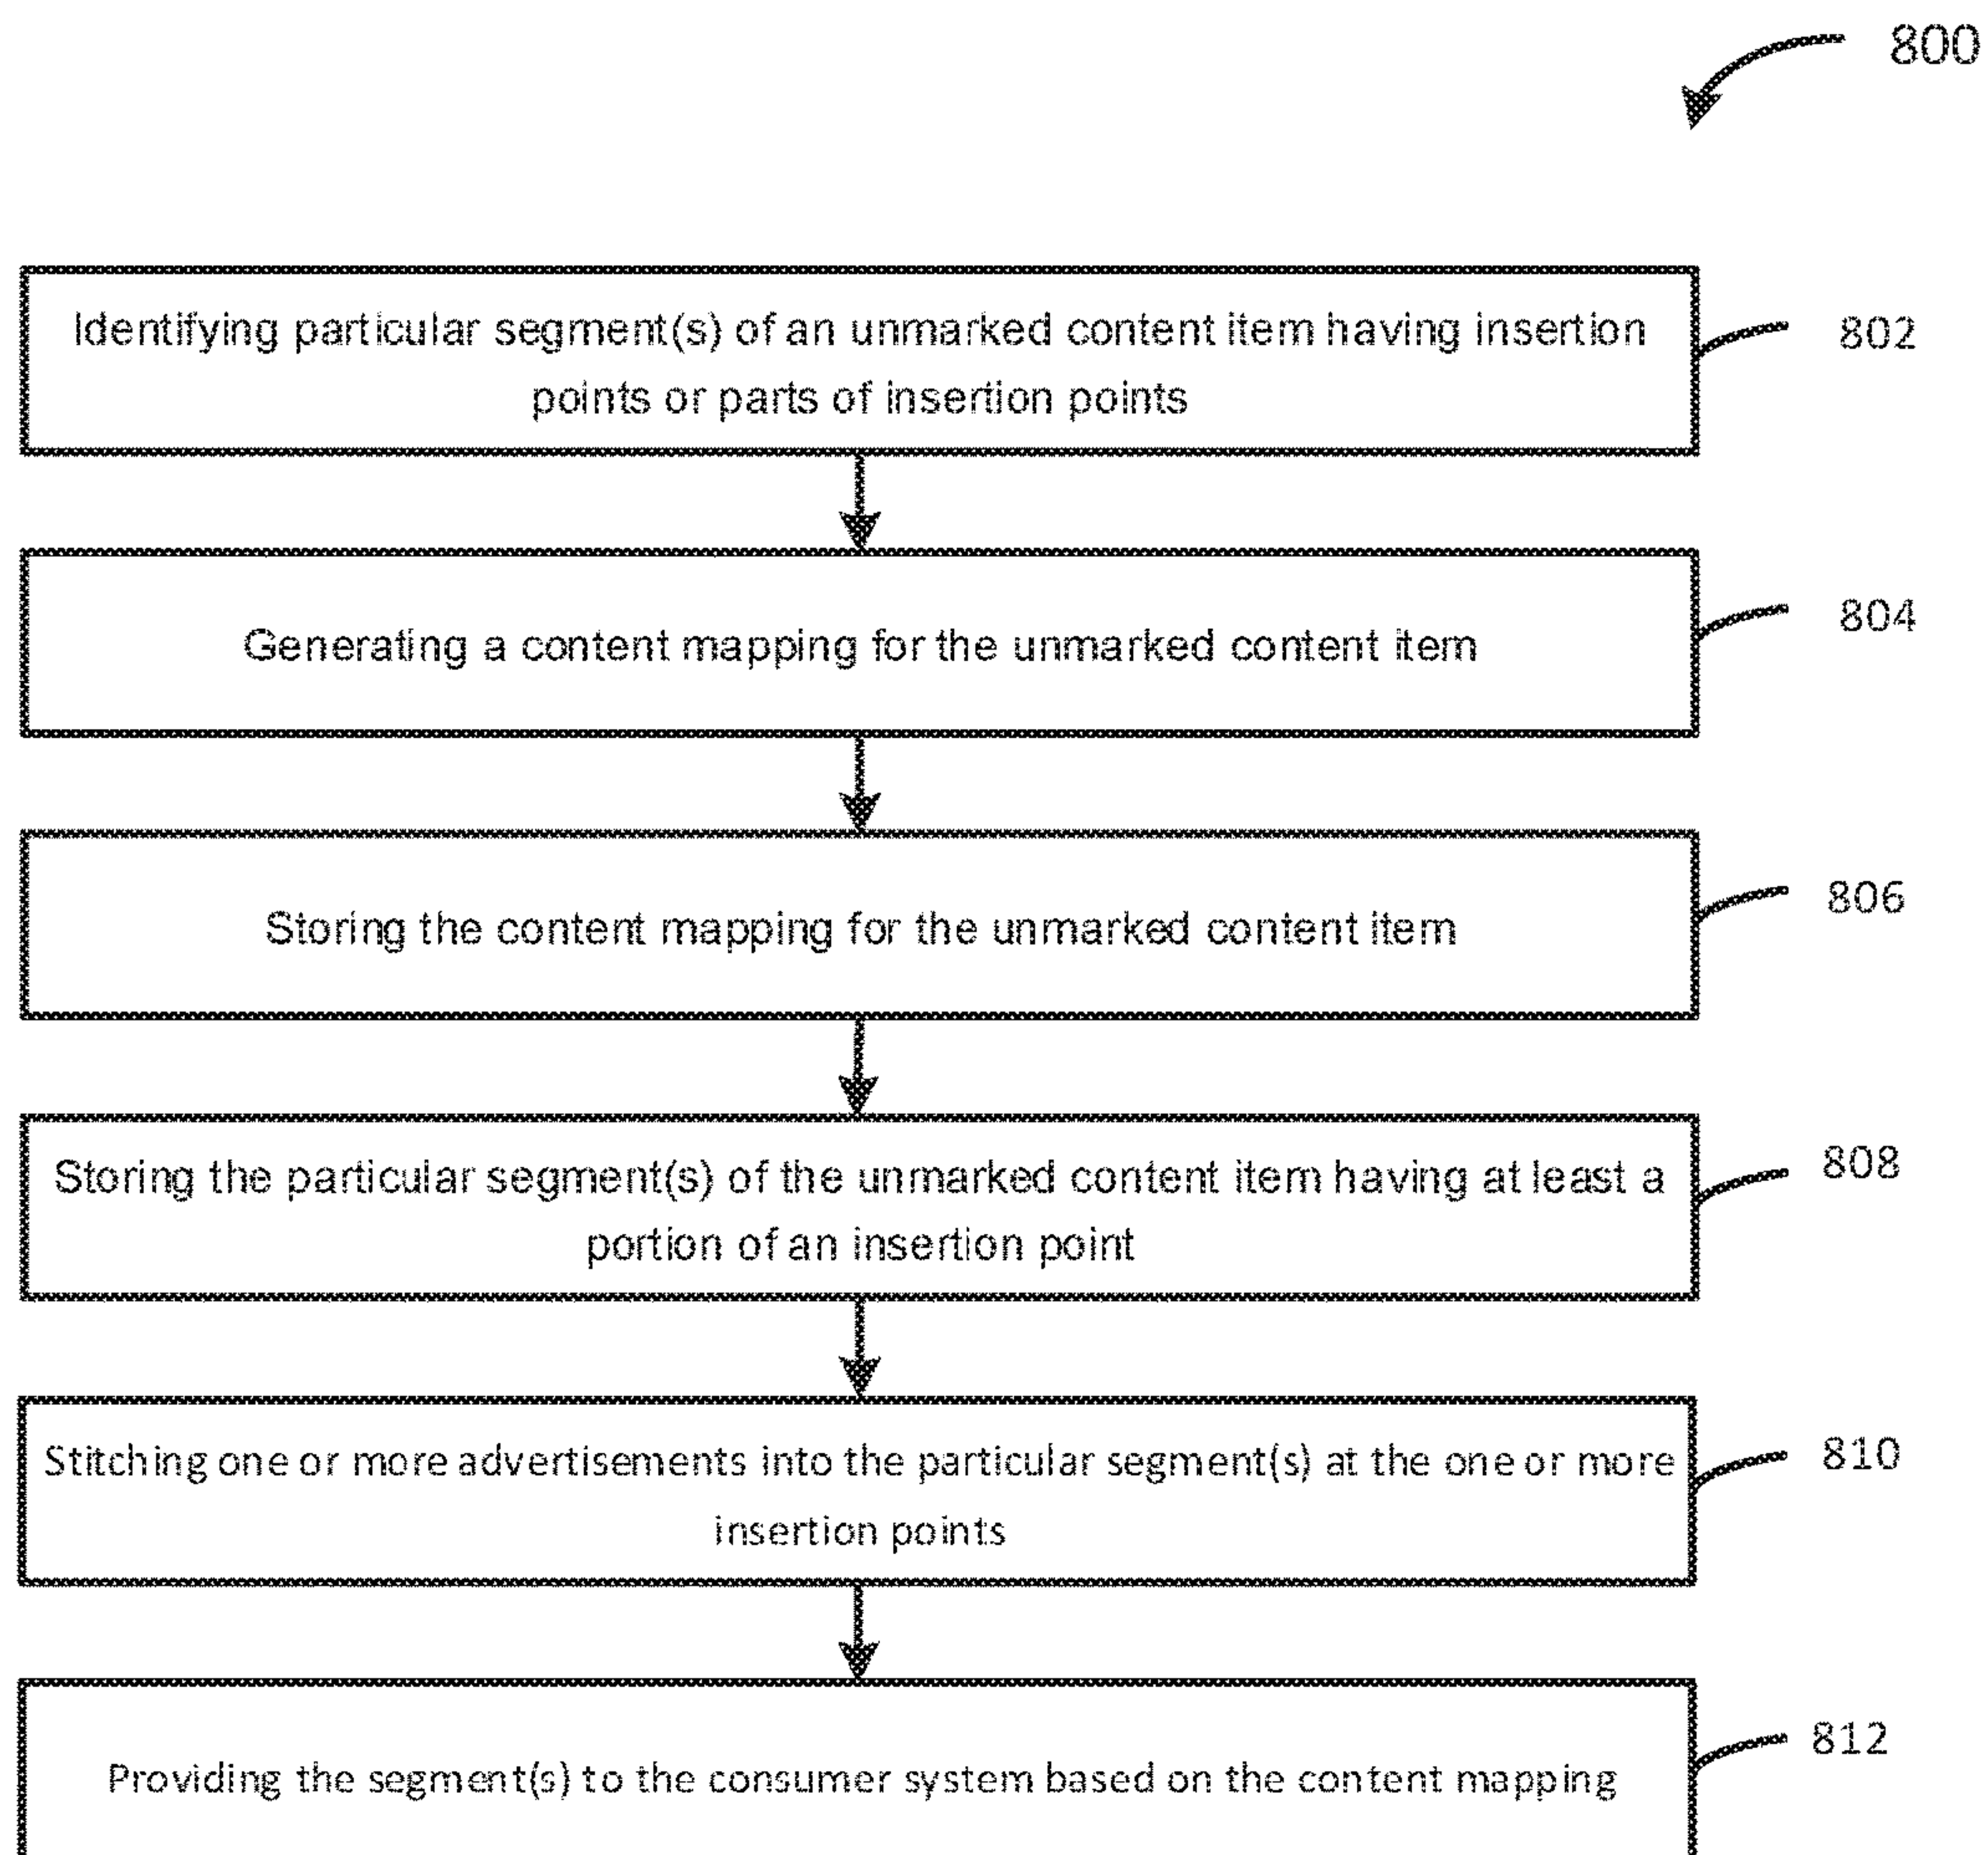 800
Identifying particular segment(s) of an unmarked content item having insertion
points or parts of insertion points
802
Generating a content mapping for the unmarked content item
804
Storing the content mapping for the unmarked content item
806
Storing the particular segment(s) of the unmarked content item having at least a
portion of an insertion point
808
Stitching one or more advertisements into the particular segment(s) at the one or more
insertion points
810
Providing the segment(s) to the consumer system based on the content mapping
812